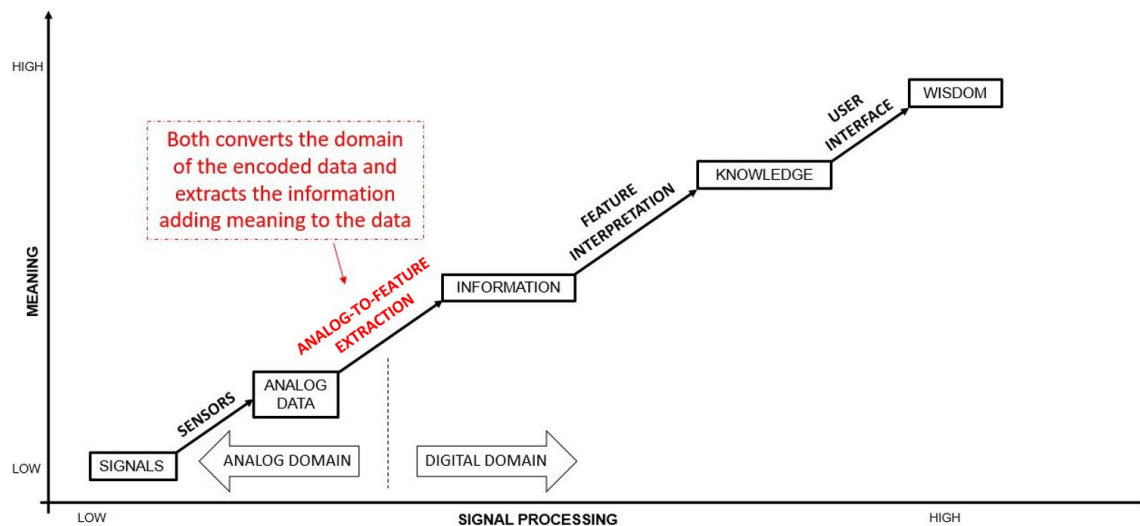 HIGH
WISDOM
USER
INTERFACE
Both converts the domain
of the encoded data and
extracts the information
adding meaning to the data
KNOWLEDGE
FEATURE
INTERPRETATION
MEANING
INFORMATION
ANALOG-TO-FEATURE
EXTRACTION
ANALOG
DATA
SENSORS
SIGNALS
ANALOG DOMAIN
DIGITAL DOMAIN
LOW
LOW
SIGNAL PROCESSING
HIGH